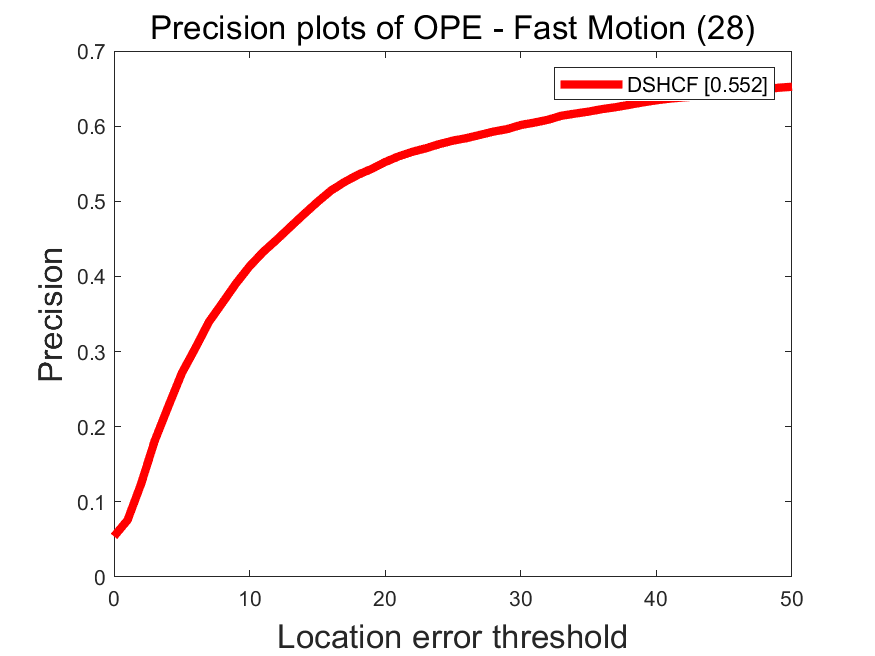 Precision plots of OPE - Fast Motion (28)
DSHCF [0.552]
0.7
0.6
0.5
0.4
0.3
0.2
0.1
0
Precision
0 10 20 30 40 50
Location error threshold